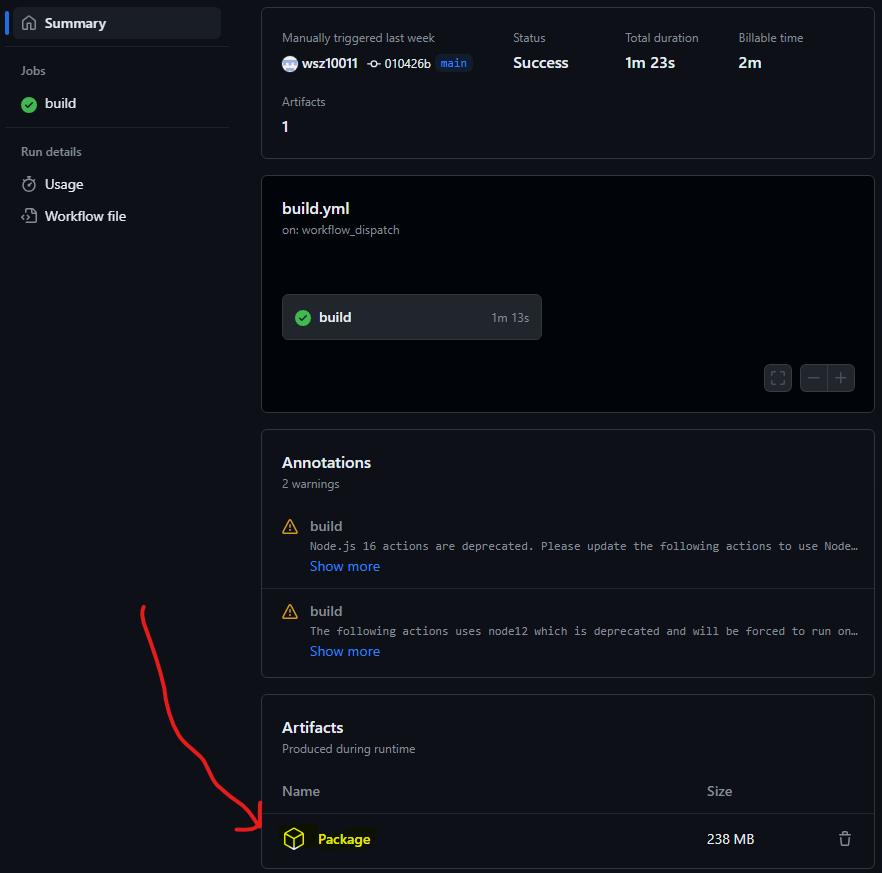 Summary
Jobs
build
Run details
Usage
Workflow file
Manually triggered last week
wsz10011 010426b main
Status
Success
Total duration
1m 23s
Billable time
2m
Artifacts
1
build.yml
on: workflow_dispatch
build 1m 13s
Annotations
2 warnings
build
Node.js 16 actions are deprecated. Please update the following actions to use Node…
Show more
build
The following actions uses node12 which is deprecated and will be forced to run on…
Show more
Artifacts
Produced during runtime
Name Size
Package 238 MB